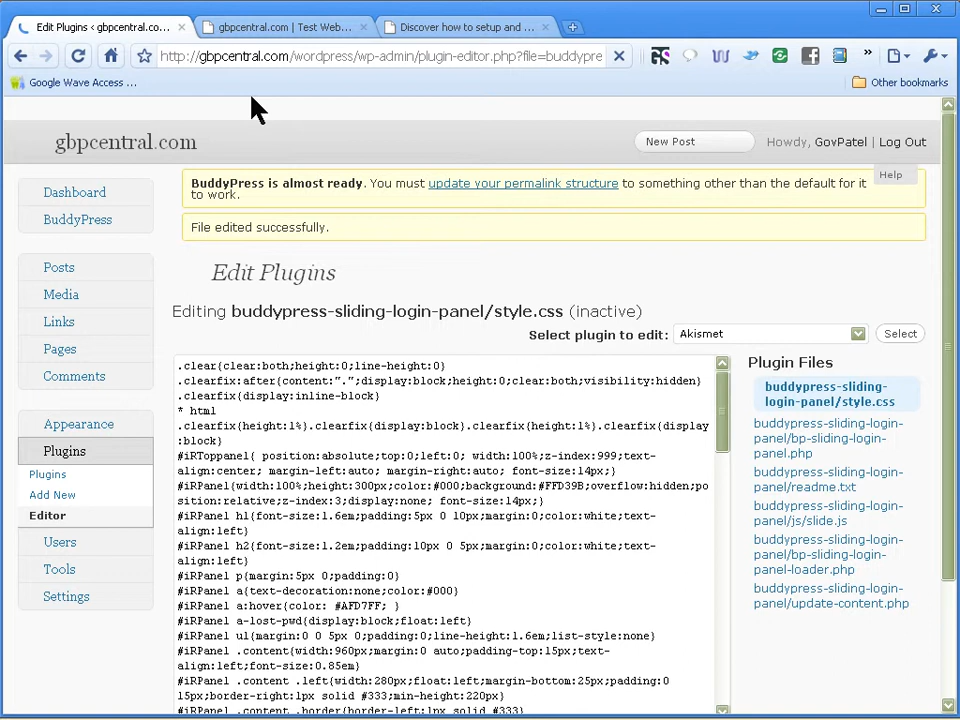 Edit Plugins ‹ gbpcentral.co...
gbpcentral.com | Test Web...
Discover how to setup and ...
http://gbpcentral.com/wordpress/wp-admin/plugin-editor.php?file=buddypre
Google Wave Access ...
Other bookmarks
gbpcentral.com
New Post
Howdy, GovPatel | Log Out
Help
BuddyPress is almost ready. You must update your permalink structure to something other than the default for it
to work.
File edited successfully.
Dashboard
BuddyPress
Posts
Media
Links
Pages
Comments
Appearance
Plugins
Plugins
Add New
Editor
Users
Tools
Settings
Edit Plugins
Editing buddypress-sliding-login-panel/style.css (inactive)
Select plugin to edit: Akismet Select
.clear{clear:both;height:0;line-height:0}
.clearfix:after{content:".";display:block;height:0;clear:both;visibility:hidden}
.clearfix{display:inline-block}
* html
.clearfix{height:1%}.clearfix{display:block}.clearfix{height:1%}.clearfix{display
:block}
#iRToppanel{ position:absolute;top:0;left:0; width:100%;z-index:999;text-
align:center; margin-left:auto; margin-right:auto; font-size:14px;}
#iRPanel{width:100%;height:300px;color:#000;background:#FFD39B;overflow:hidden;po
sition:relative;z-index:3;display:none; font-size:14px;}
#iRPanel h1{font-size:1.6em;padding:5px 0 10px;margin:0;color:white;text-
align:left}
#iRPanel h2{font-size:1.2em;padding:10px 0 5px;margin:0;color:white;text-
align:left}
#iRPanel p{margin:5px 0;padding:0}
#iRPanel a{text-decoration:none;color:#000}
#iRPanel a:hover{color: #AFD7FF; }
#iRPanel a-lost-pwd{display:block;float:left}
#iRPanel ul{margin:0 0 5px 0;padding:0;line-height:1.6em;list-style:none}
#iRPanel .content{width:960px;margin:0 auto;padding-top:15px;text-
align:left;font-size:0.85em}
#iRPanel .content .left{width:280px;float:left;margin-bottom:25px;padding:0
15px;border-right:1px solid #333;min-height:220px}
#iRPanel .content .border{border-left:1px solid #333}
Plugin Files
buddypress-sliding-
login-panel/style.css
buddypress-sliding-login-
panel/bp-sliding-login-
panel.php
buddypress-sliding-login-
panel/readme.txt
buddypress-sliding-login-
panel/js/slide.js
buddypress-sliding-login-
panel/bp-sliding-login-
panel-loader.php
buddypress-sliding-login-
panel/update-content.php